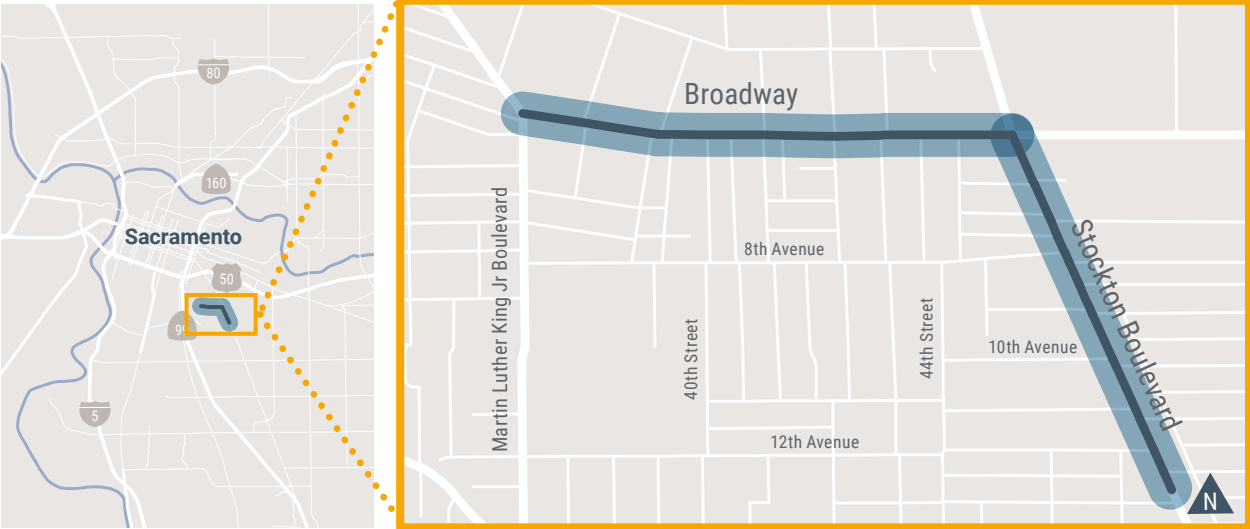 80
160
Sacramento
50
99
5
Broadway
Martin Luther King Jr Boulevard
8th Avenue
Stockton Boulevard
40th Street
44th Street
10th Avenue
12th Avenue
N